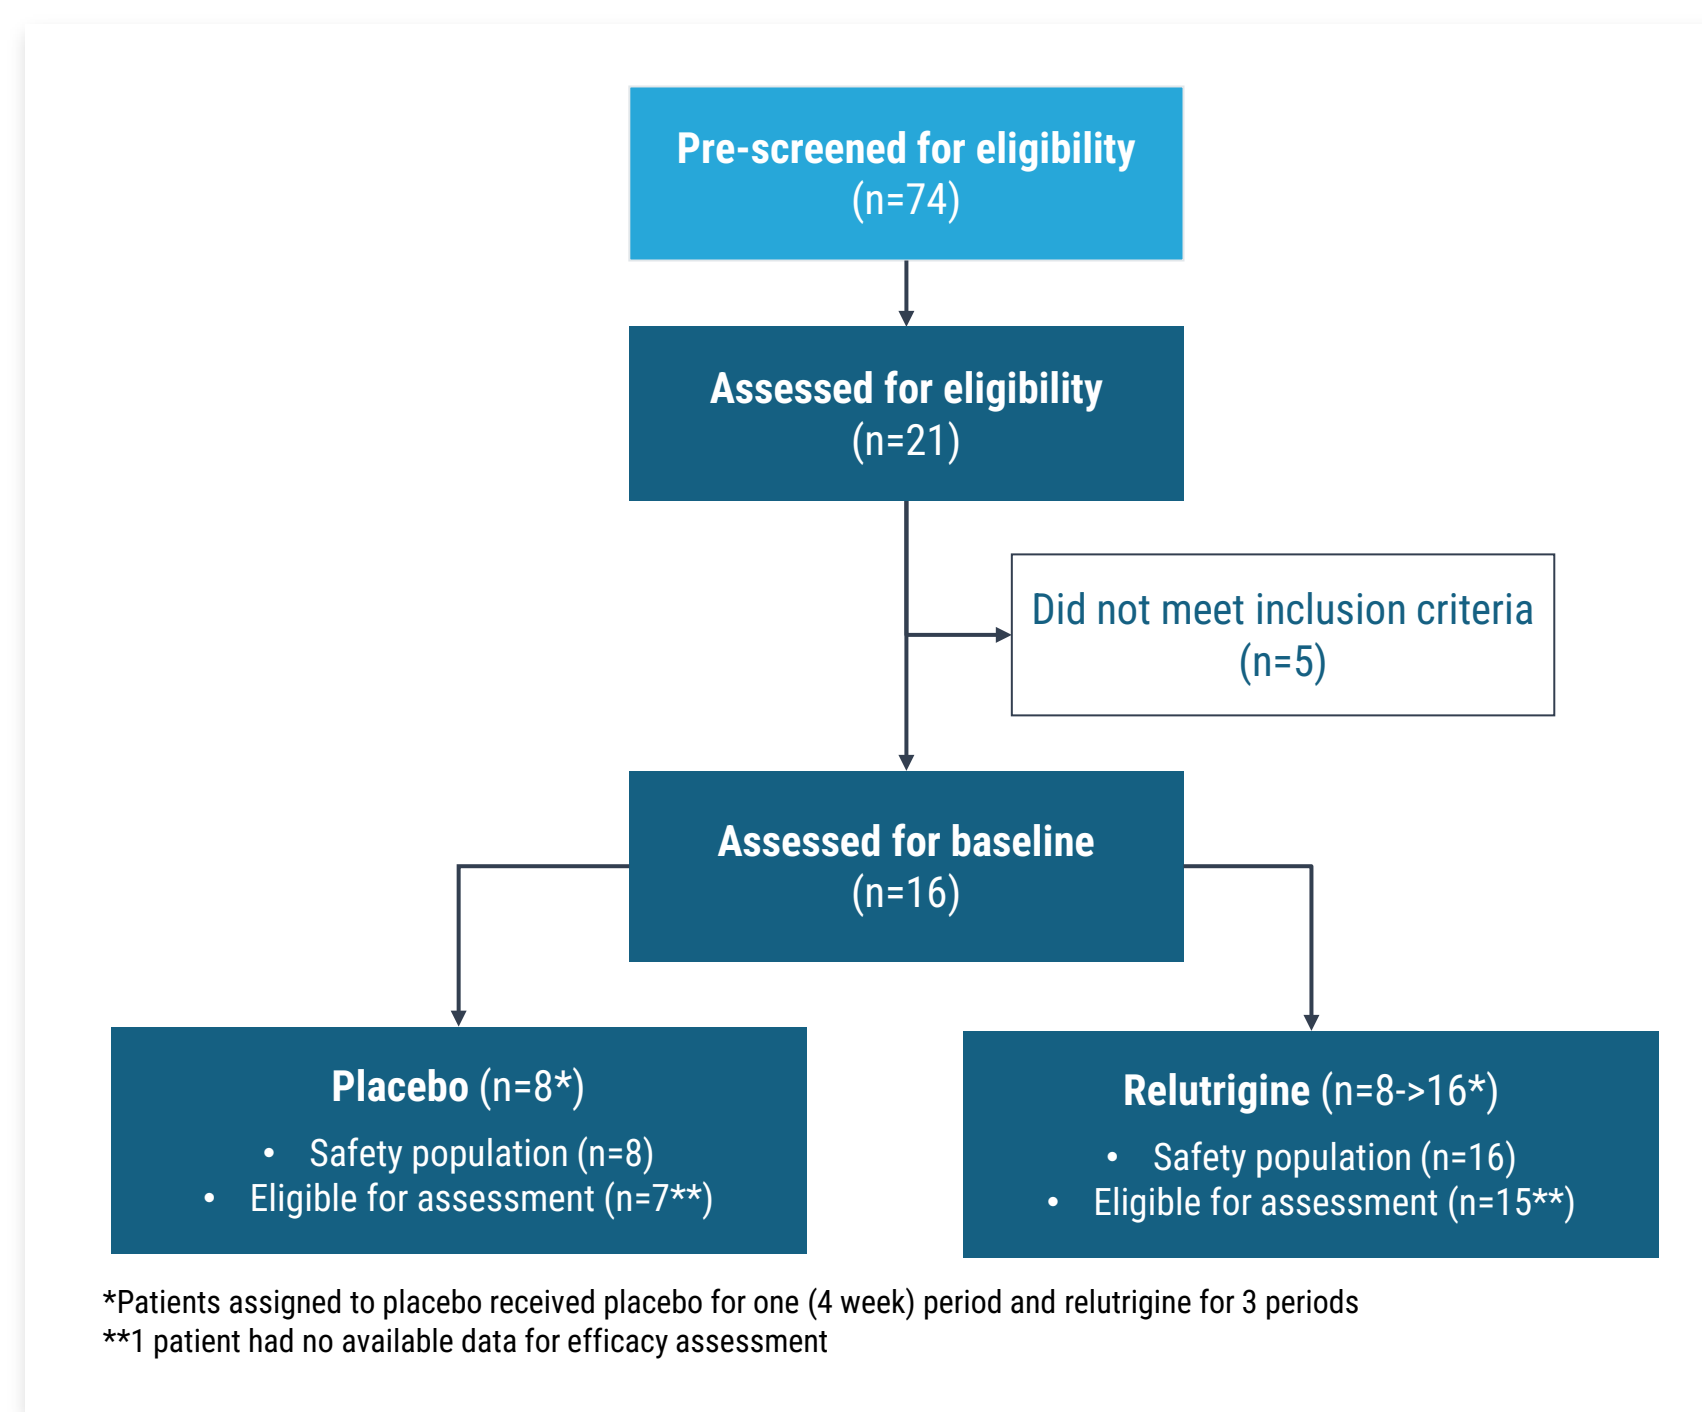 Pre-screened for eligibility
(n=74)
Assessed for eligibility
(n=21)
Did not meet inclusion criteria
(n=5)
Assessed for baseline
(n=16)
Placebo (n=8*)
• Safety population (n=8)
• Eligible for assessment (n=7**)
Relutrigine (n=8->16*)
• Safety population (n=16)
• Eligible for assessment (n=15**)
*Patients assigned to placebo received placebo for one (4 week) period and relutrigine for 3 periods
**1 patient had no available data for efficacy assessment